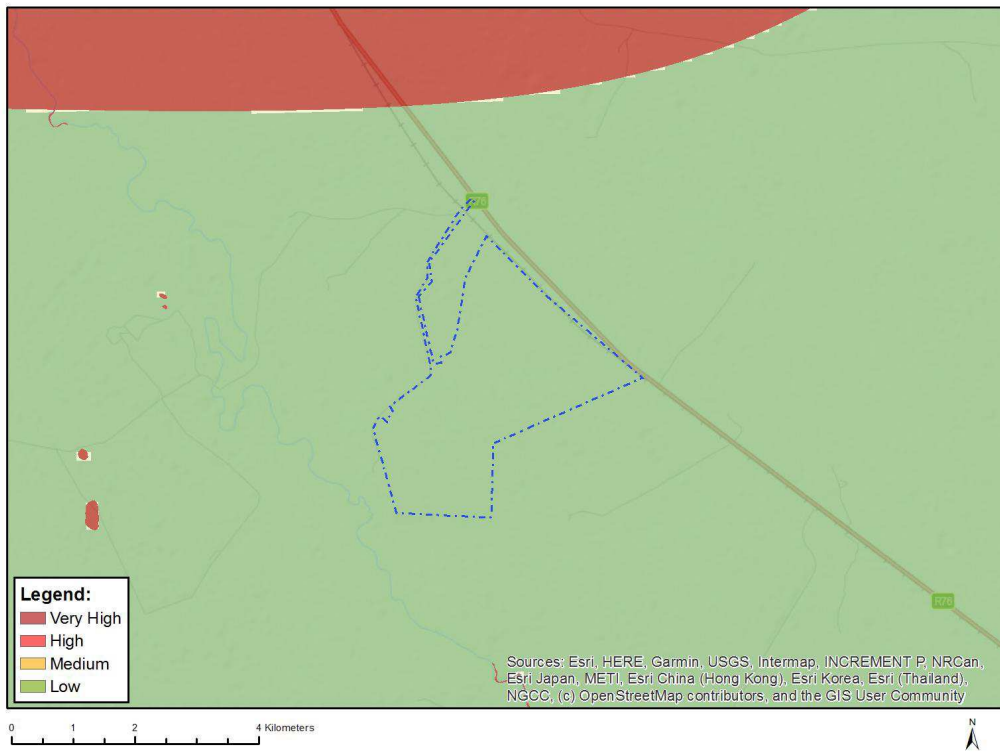 R76
R76
Legend:
Very High
High
Medium
Low
Sources: Esri, HERE, Garmin, USGS, Intermap, INCREMENT P, NRCan,
Esri Japan, METI, Esri China (Hong Kong), Esri Korea, Esri (Thailand),
NGCC, (c) OpenStreetMap contributors, and the GIS User Community
0 1 2 4 Kilometers
N